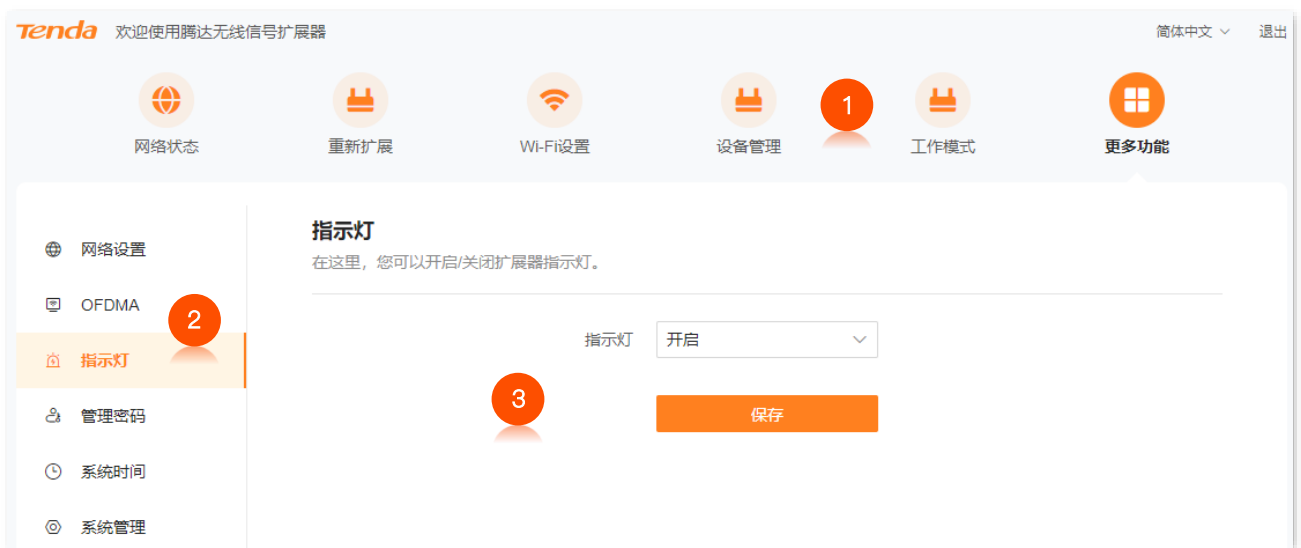 Tenda 欢迎使用腾达无线信号扩展器 简体中文 退出
1
网络状态 重新扩展 Wi-Fi设置 设备管理 工作模式 更多功能
指示灯
网络设置
在这里，您可以开启/关闭扩展器指示灯。
OFDMA
2
指示灯 开启
指示灯
3
保存
管理密码
系统时间
系统管理